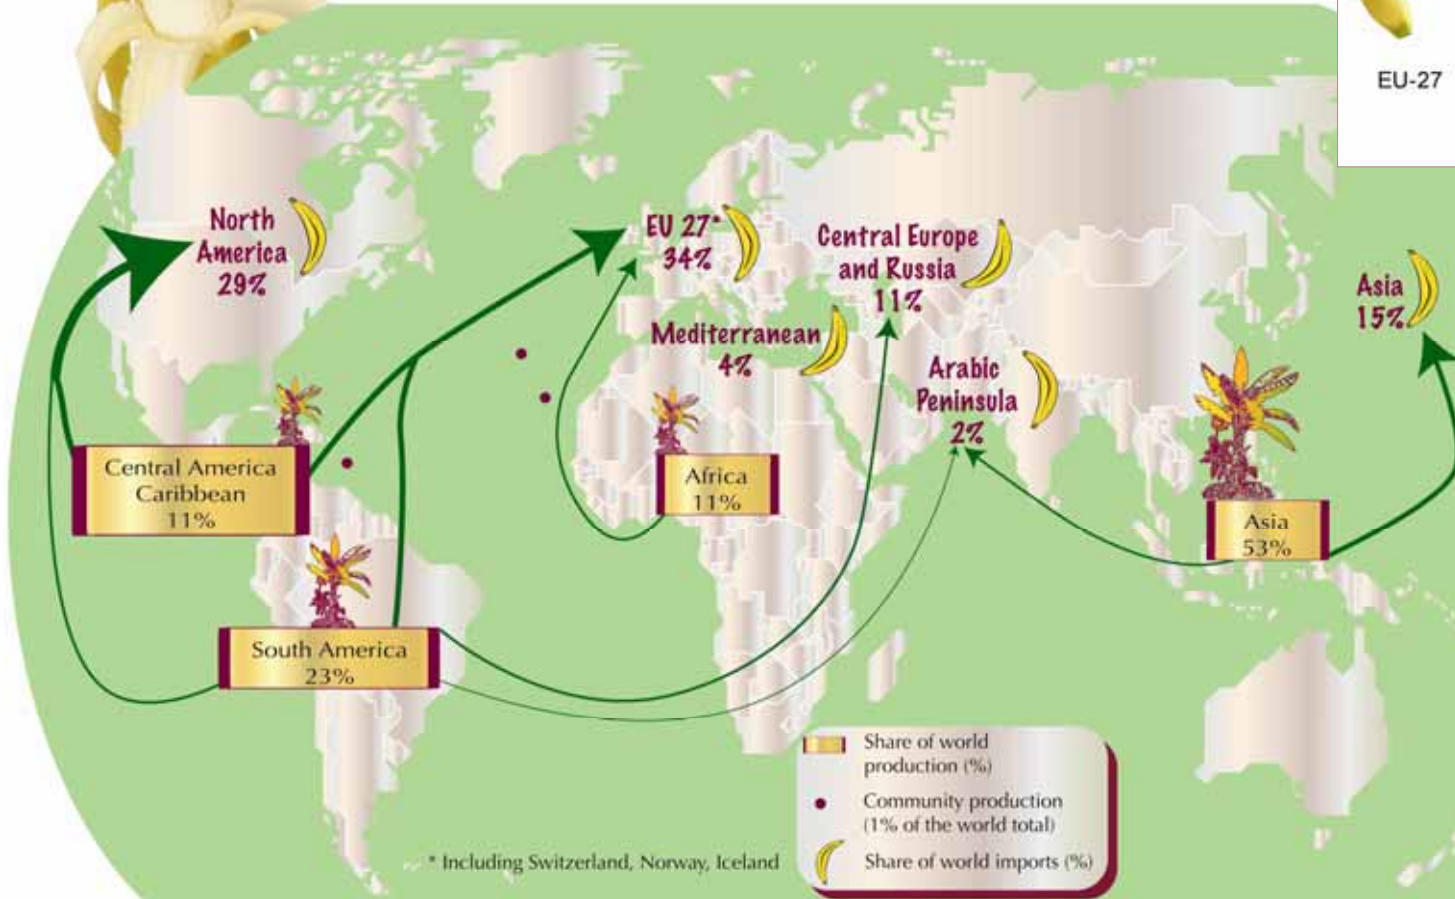 EU-27
North
America
29%
EU 27*
34%
Central Europe
and Russia
11%
Asia
15%
Mediterranean
4%
Arabic
Peninsula
2%
Central America
Caribbean
11%
Africa
11%
Asia
53%
South America
23%
Share of world
production (%)
Community production
(1% of the world total)
Share of world imports (%)
* Including Switzerland, Norway, Iceland